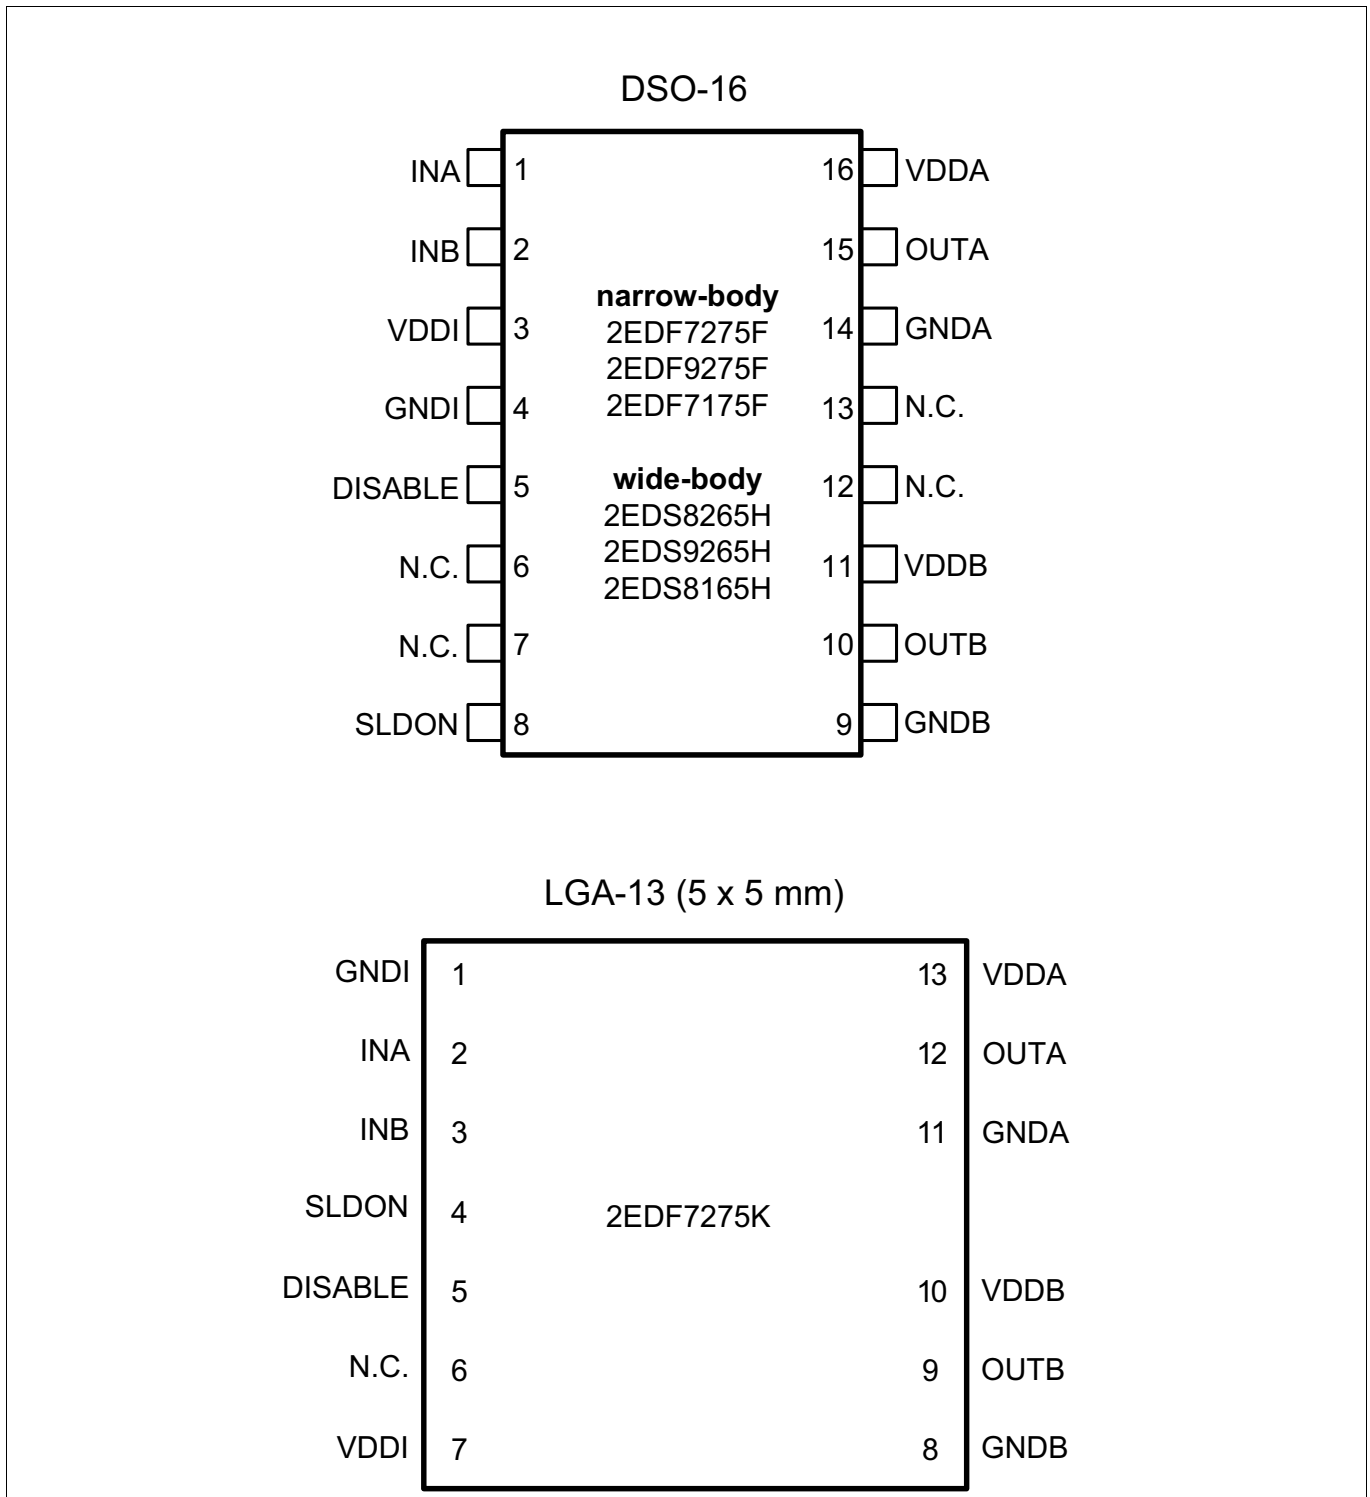 DSO-16
INA 1 16 VDDA
INB 2 15 OUTA
narrow-body
VDDI 3 2EDF7275F 14 GNDA
2EDF9275F
GNDI 4 2EDF7175F 13 N.C.
DISABLE 5 wide-body 12 N.C.
2EDS8265H
N.C. 6 2EDS9265H 11 VDDB
2EDS8165H
N.C. 7 10 OUTB
SLDON 8 9 GNDB
LGA-13 (5 x 5 mm)
GNDI 1 13 VDDA
INA 2 12 OUTA
INB 3 11 GNDA
SLDON 4 2EDF7275K
DISABLE 5 10 VDDB
N.C. 6 9 OUTB
VDDI 7 8 GNDB